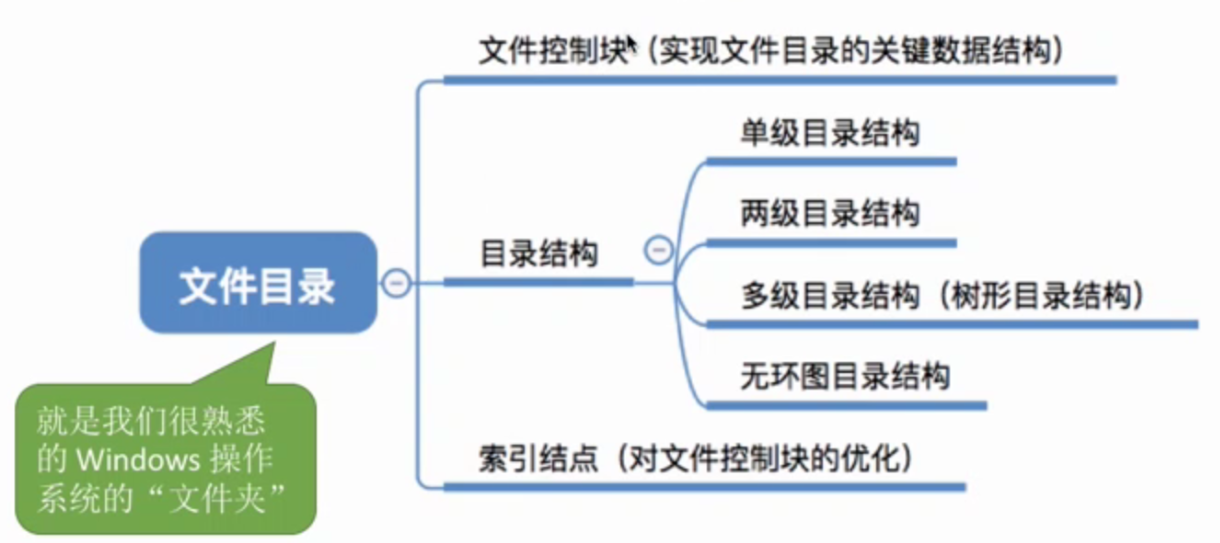 文件控制块（实现文件目录的关键数据结构）
单级目录结构
两级目录结构
目录结构
文件目录
多级目录结构（树形目录结构）
无环图目录结构
就是我们很熟悉
的 Windows 操作
系统的“文件夹”
索引结点（对文件控制块的优化）